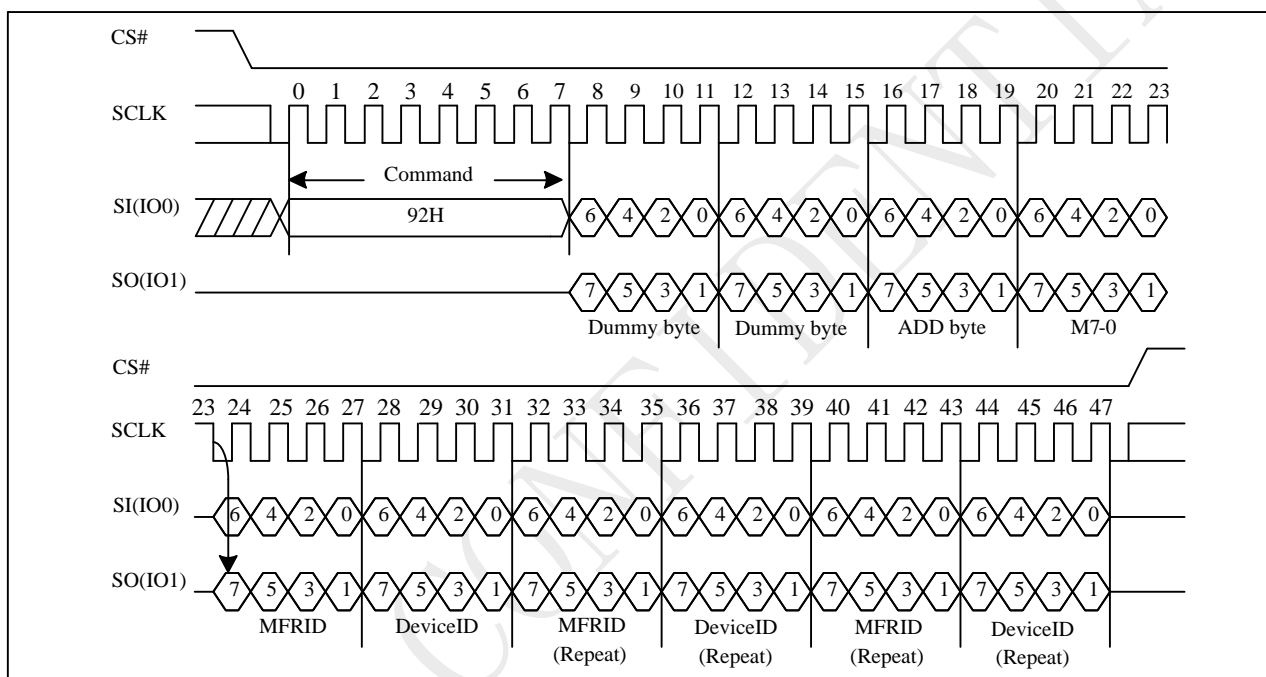 CS#
0 1 2 3 4 5 6 7 8 9 10 11 12 13 14 15 16 17 18 19 20 21 22 23
SCLK
Command
SI(IO0) 92H 6 4 2 0 6 4 2 0 6 4 2 0 6 4 2 0
SO(IO1) 7 5 3 1 7 5 3 1 7 5 3 1 7 5 3 1
Dummy byte Dummy byte ADD byte M7-0
CS#
23 24 25 26 27 28 29 30 31 32 33 34 35 36 37 38 39 40 41 42 43 44 45 46 47
SCLK
SI(IO0) 6 4 2 0 6 4 2 0 6 4 2 0 6 4 2 0 6 4 2 0 6 4 2 0
SO(IO1) 7 5 3 1 7 5 3 1 7 5 3 1 7 5 3 1 7 5 3 1 7 5 3 1
MFRID DeviceID MFRID DeviceID MFRID DeviceID
(Repeat) (Repeat) (Repeat) (Repeat)
CONFIDENTI